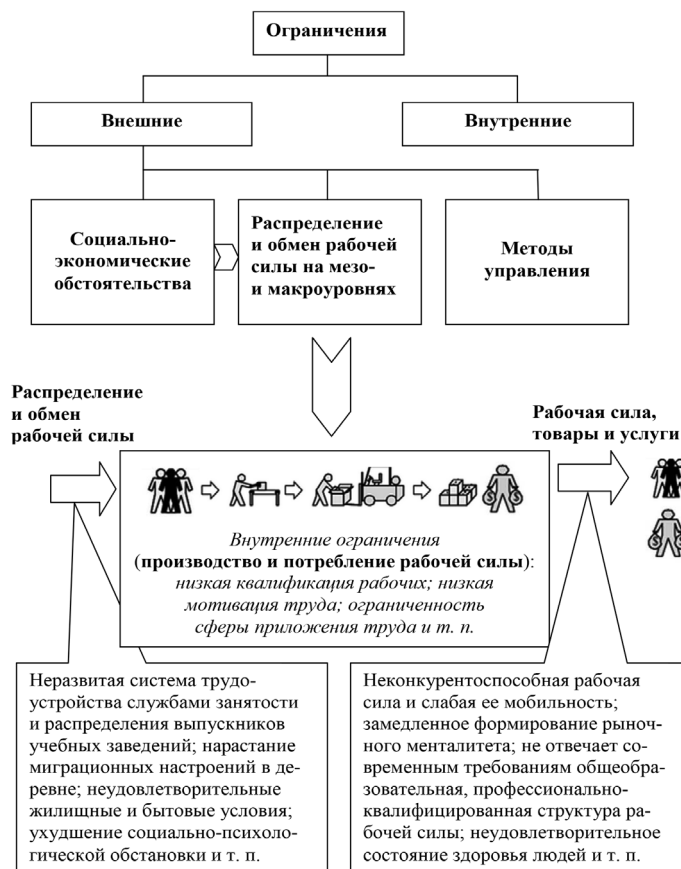 Ограничения
Внешние
Внутренние
Социально-
экономические
обстоятельства
Распределение
и обмен рабочей
силы на мезо-
и макроуровнях
Методы
управления
Распределение
и обмен
рабочей силы
Рабочая сила,
товары и услуги
Внутренние ограничения
(производство и потребление рабочей силы):
низкая квалификация рабочих; низкая
мотивация труда; ограниченность
сферы приложения труда и т. п.
Неразвитая система трудо-
устройства службами занятости
и распределения выпускников
учебных заведений; нарастание
миграционных настроений в де-
ревне; неудовлетворительные
жилищные и бытовые условия;
ухудшение социально-психоло-
гической обстановки и т. п.
Неконкурентоспособная рабочая
сила и слабая ее мобильность;
замедленное формирование рыноч-
ного менталитета; не отвечает со-
временным требованиям общеобра-
зовательная, профессионально-
квалифицированная структура ра-
бочей силы; неудовлетворительное
состояние здоровья людей и т. п.